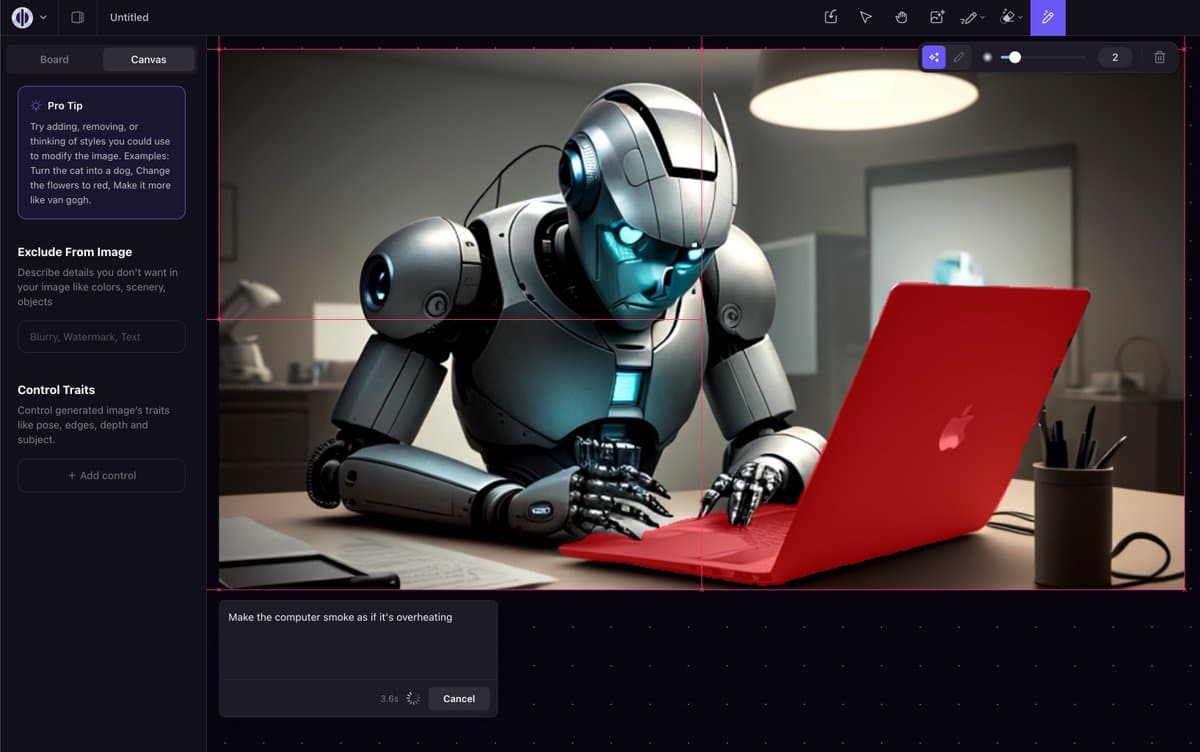 Untitled
Board
Canvas
Pro Tip
Try adding, removing, or
thinking of styles you could use
to modify the image. Examples:
Turn the cat into a dog, Change
the flowers to red, Make it more
like van gogh.
2
Exclude From Image
Describe details you don't want in
your image like colors, scenery,
objects
Blurry, Watermark, Text
Control Traits
Control generated image's traits
like pose, edges, depth and
subject.
+ Add control
Make the computer smoke as if it's overheating
3.6s
Cancel